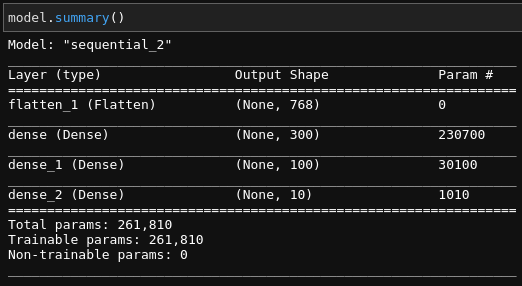 model.summary()
Model: "sequential_2"
Layer (type) Output Shape Param #
flatten_1 (Flatten) (None, 768) 0
dense (Dense) (None, 300) 230700
dense_1 (Dense) (None, 100) 30100
dense_2 (Dense) (None, 10) 1010
Total params: 261,810
Trainable params: 261,810
Non-trainable params: 0